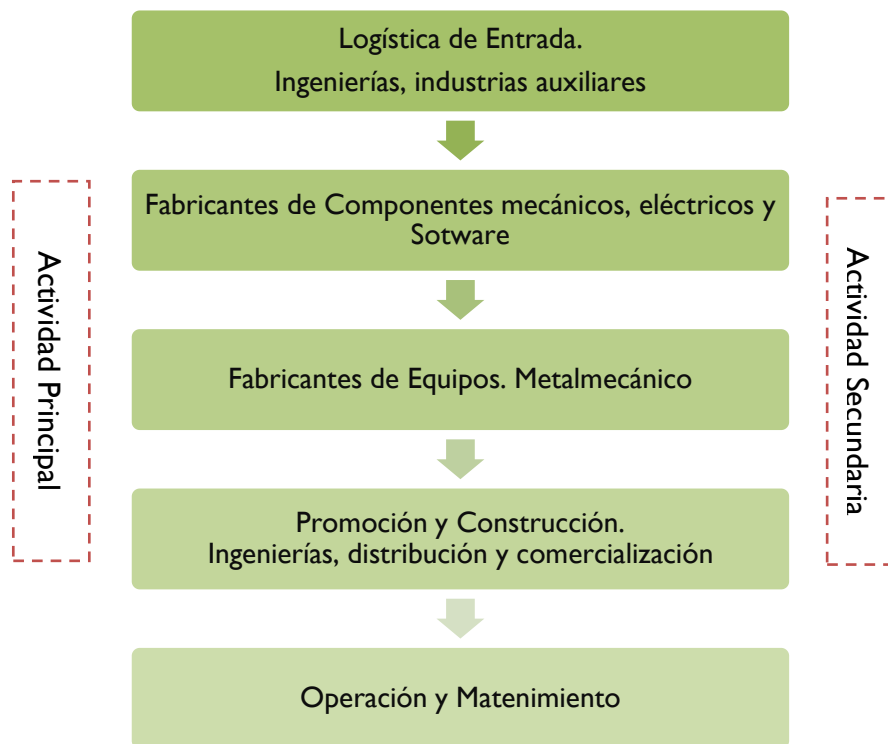 Logística de Entrada.
Ingenierías, industrias auxiliares
Fabricantes de Componentes mecánicos, eléctricos y
Sotware
Fabricantes de Equipos. Metalmecánico
Promoción y Construcción.
Ingenierías, distribución y comercialización
Operación y Matenimiento
Actividad Principal
Actividad Secundaria